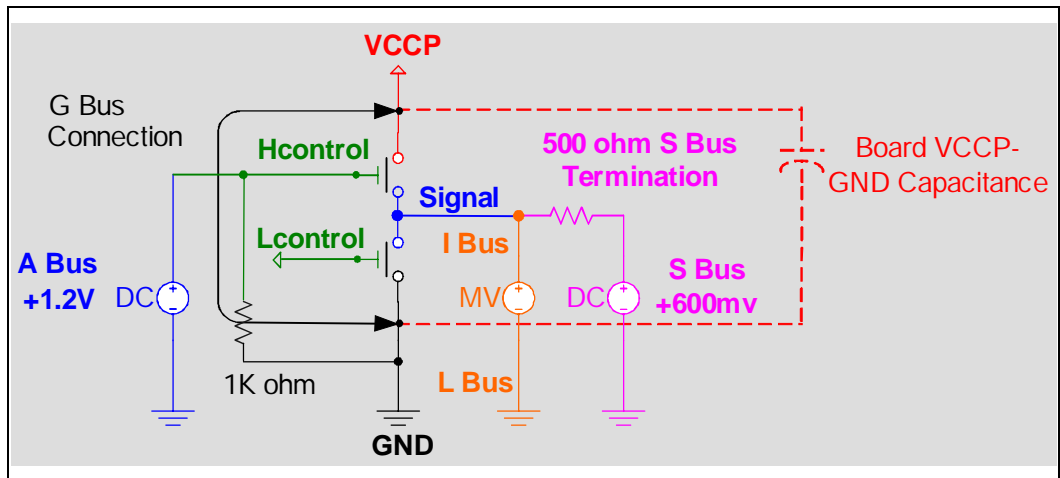 VCCP
G Bus
Connection
Hcontrol
500 ohm S Bus
Termination
Board VCCP-
GND Capacitance
Signal
Lcontrol
I Bus
A Bus
+1.2V
DC
MV
DC
S Bus
+600mv
1K ohm
L Bus
GND